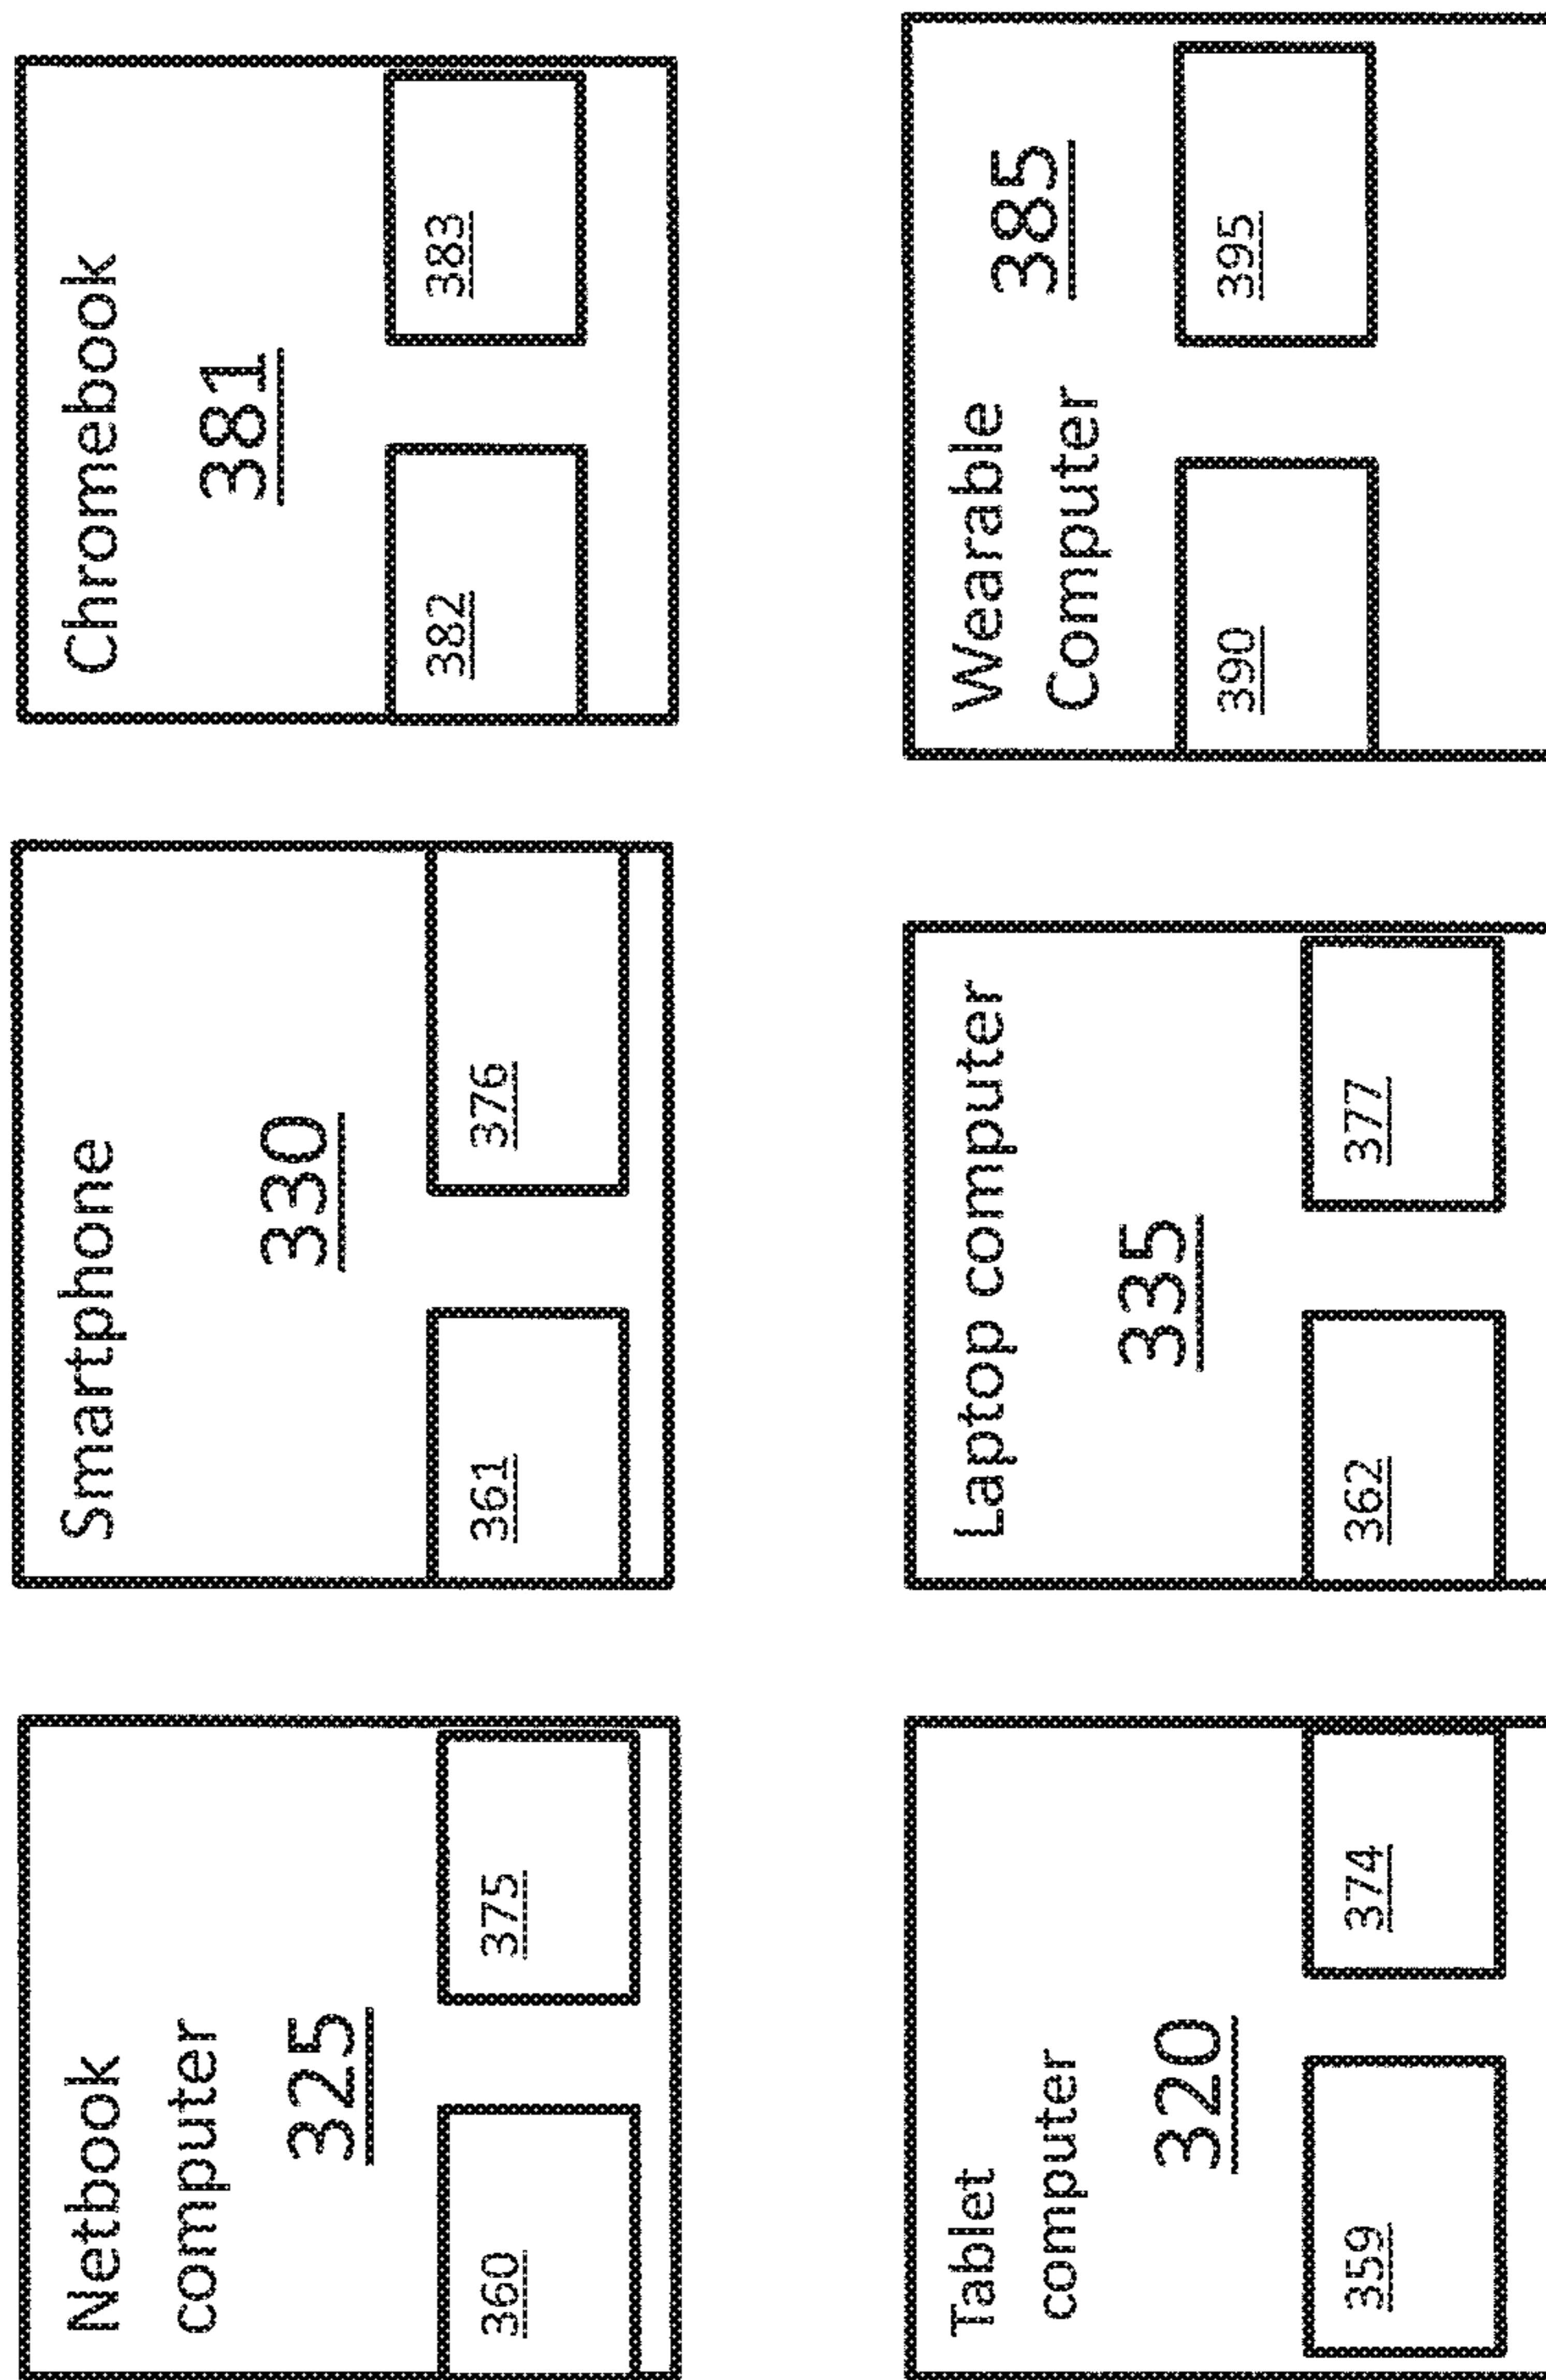 Netbook
computer
325
360
375
Smartphone
330
361
376
Chromebook
381
382
383
Tablet
computer
320
359
374
Laptop computer
335
362
377
Wearable
Computer
385
390
395